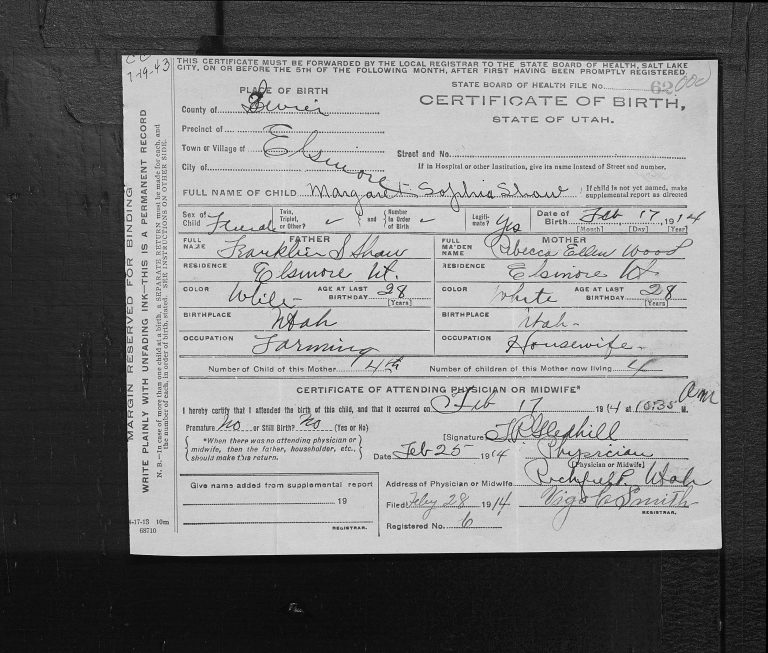 7-19-43
THIS CERTIFICATE MUST BE FORWARDED BY THE LOCAL REGISTRAR TO THE STATE BOARD OF HEALTH, SALT LAKE
CITY, ON OR BEFORE THE 5TH OF THE FOLLOWING MONTH, AFTER FIRST HAVING BEEN PROMPTLY REGISTERED.
PLACE OF BIRTH
STATE BOARD OF HEALTH FILE No. 62
CERTIFICATE OF BIRTH,
STATE OF UTAH.
County of Sevier
Precinct of
Town or Village of Elsinore
Street and No.
City of
If in Hospital or other Institution, give its name instead of Street and number.
FULL NAME OF CHILD Margaret Sophia Shaw
If child is not yet named, make supplemental report as directed
Sex of Child Female Twin, Triplet, or Other? ✓ and Number in Order of Birth ✓ Legiti-mate? Yes Date of Birth Feb 17, 1914
[Month] [Day] [Year]
FATHER
FULL NAME Franklin S Shaw
MOTHER
FULL MAIDEN NAME Rebecca Ellen Wood
RESIDENCE Elsinore Ut.
RESIDENCE Elsinore Ut
COLOR White AGE AT LAST BIRTHDAY 28 [Years]
COLOR White AGE AT LAST BIRTHDAY 28 [Years]
BIRTHPLACE Utah
BIRTHPLACE Utah
OCCUPATION Farming
OCCUPATION Housewife
Number of Child of this Mother 4th Number of children of this Mother now living 4
CERTIFICATE OF ATTENDING PHYSICIAN OR MIDWIFE*
I hereby certify that I attended the birth of this child, and that it occurred on Feb 17 1914 at 10:35 AM M.
Premature No or Still Birth? No (Yes or No)
*When there was no attending physician or
midwife, then the father, householder, etc.,
should make this return.
[Signature] Gledhill
Date Feb 25 1914 Physician
(Physician or Midwife)
Give name added from supplemental report
19
REGISTRAR.
Address of Physician or Midwife Richfield, Utah
Filed Feby 28 1914 Smith
REGISTRAR.
Registered No. 6
4-17-13 10m
68710
MARGIN RESERVED FOR BINDING
WRITE PLAINLY WITH UNFADING INK—THIS IS A PERMANENT RECORD
N. B.—In case of more than one child at a birth, a SEPARATE RETURN must be made for each, and
the number of each, in order of birth, stated. SEE INSTRUCTIONS ON OTHER SIDE.